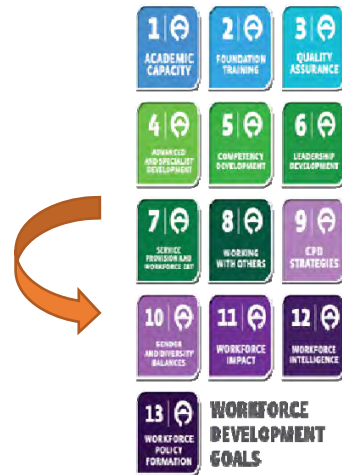 1 2 3
ACADEMIC CAPACITY
FOUNDATION TRAINING
QUALITY ASSURANCE
4 5 6
ADVANCED AND SPECIALIST DEVELOPMENT
COMPETENCY DEVELOPMENT
LEADERSHIP DEVELOPMENT
7 8 9
SERVICE PROVISION AND WORKFORCE E&T
WORKING WITH OTHERS
CPD STRATEGIES
10 11 12
GENDER AND DIVERSITY BALANCES
WORKFORCE IMPACT
WORKFORCE INTELLIGENCE
13
WORKFORCE POLICY FORMATION
WORKFORCE
DEVELOPMENT
GOALS